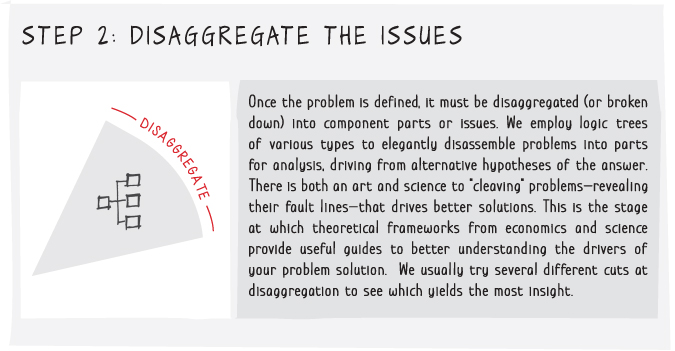 STEP 2: DISAGGREGATE THE ISSUES
DISAGGREGATE
Once the problem is defined, it must be disaggregated (or broken
down) into component parts or issues. We employ logic trees
of various types to elegantly disassemble problems into parts
for analysis, driving from alternative hypotheses of the answer.
There is both an art and science to "cleaving" problems—revealing
their fault lines—that drives better solutions. This is the stage
at which theoretical frameworks from economics and science
provide useful guides to better understanding the drivers of
your problem solution. We usually try several different cuts at
disaggregation to see which yields the most insight.